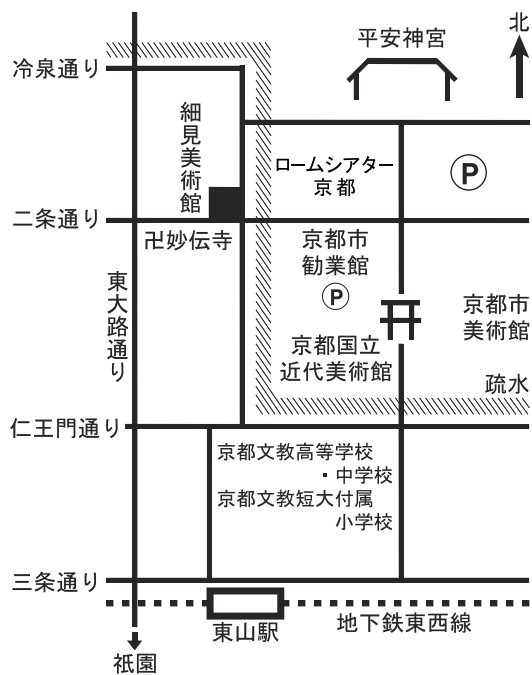 北
平安神宮
冷泉通り
細見美術館
ロームシアター
京都
P
二条通り
卍妙伝寺
京都市
勧業館
P
東大路通り
京都市
美術館
京都国立
近代美術館
疏水
仁王門通り
京都文教高等学校
・中学校
京都文教短大付属
小学校
三条通り
東山駅
地下鉄東西線
祇園